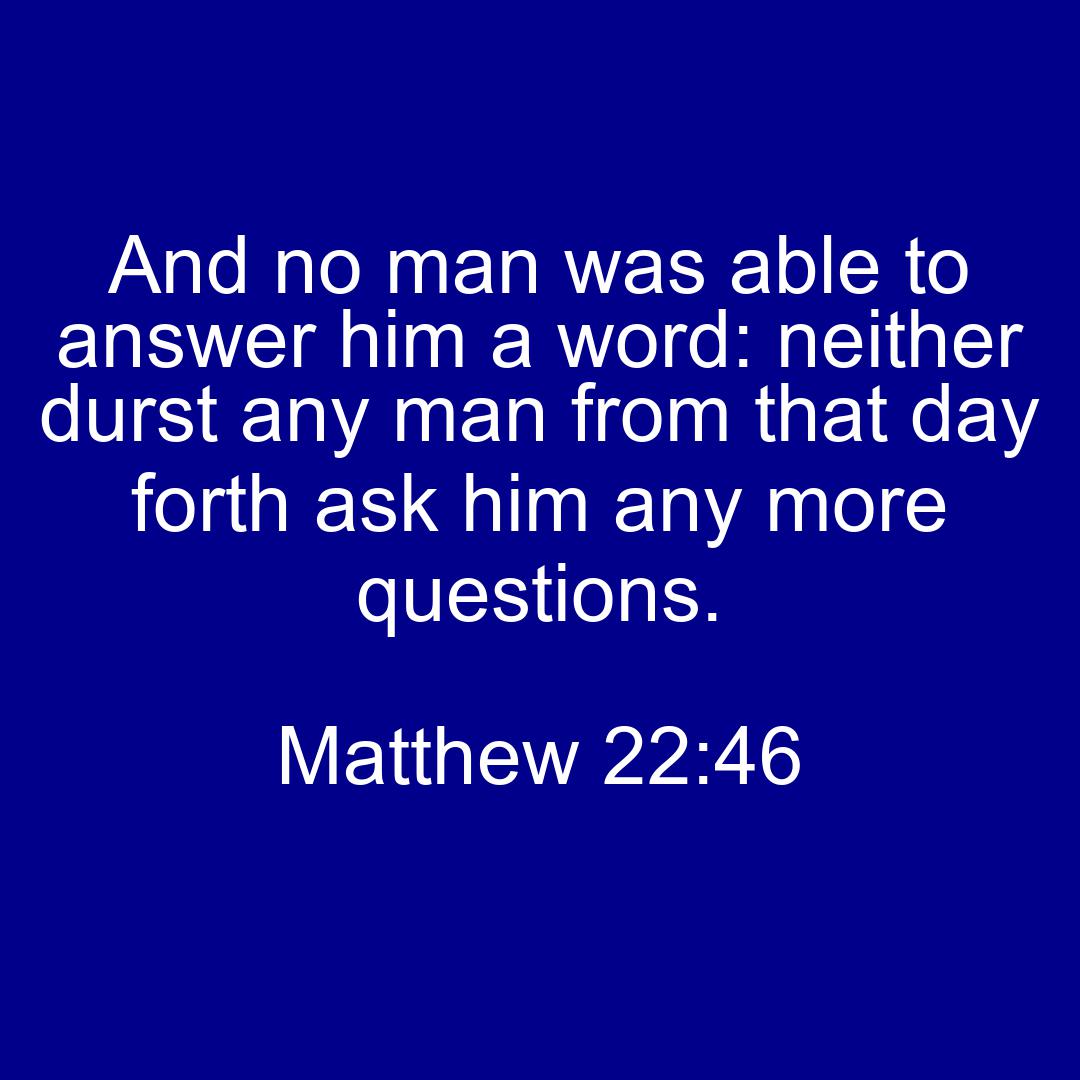 And no man was able to
answer him a word: neither
durst any man from that day
forth ask him any more
questions.
Matthew 22:46